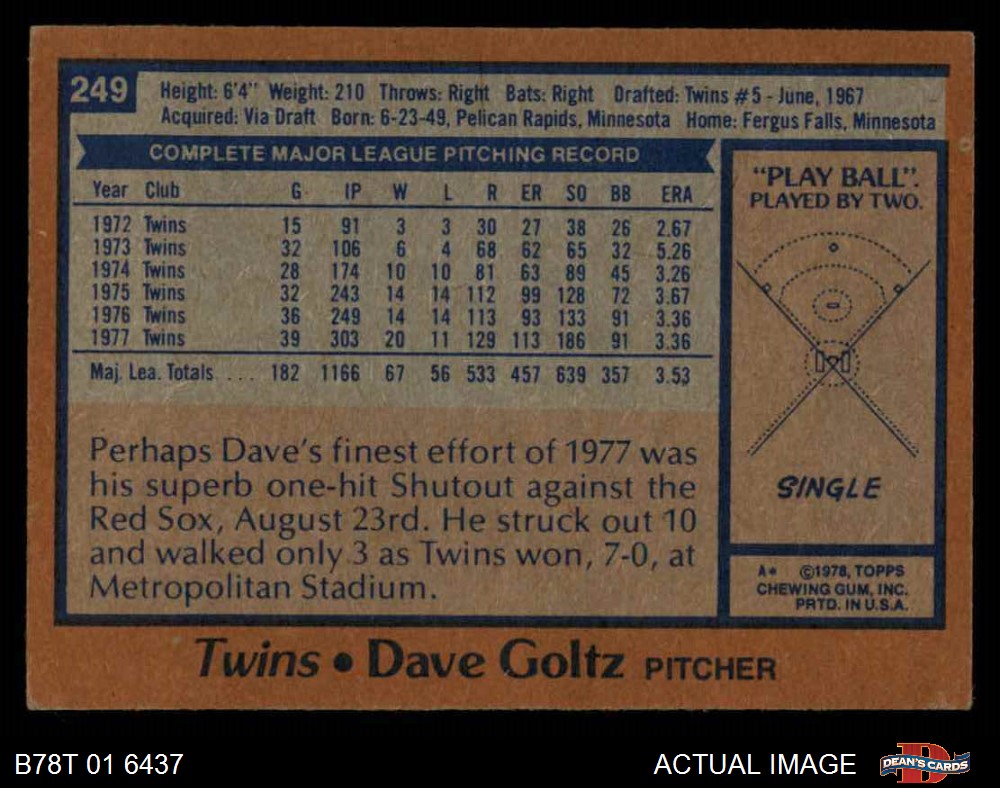 249
Height: 6'4" Weight: 210 Throws: Right Bats: Right Drafted: Twins #5 - June, 1967
Acquired: Via Draft Born: 6-23-49, Pelican Rapids, Minnesota Home: Fergus Falls, Minnesota
COMPLETE MAJOR LEAGUE PITCHING RECORD
Year Club G IP W L R ER SO BB ERA
1972 Twins 15 91 3 3 30 27 38 26 2.67
1973 Twins 32 106 6 4 68 62 65 32 5.26
1974 Twins 28 174 10 10 81 63 89 45 3.26
1975 Twins 32 243 14 14 112 99 128 72 3.67
1976 Twins 36 249 14 14 113 93 133 91 3.36
1977 Twins 39 303 20 11 129 113 186 91 3.36
Maj. Lea. Totals .... 182 1166 67 56 533 457 639 357 3.53
Perhaps Dave's finest effort of 1977 was
his superb one-hit Shutout against the
Red Sox, August 23rd. He struck out 10
and walked only 3 as Twins won, 7-0, at
Metropolitan Stadium.
"PLAY BALL".
PLAYED BY TWO.
SINGLE
A* ©1978, TOPPS
CHEWING GUM, INC.
PRTD. IN U.S.A.
Twins • Dave Goltz PITCHER
B78T 01 6437
ACTUAL IMAGE
D
DEAN'S CARDS